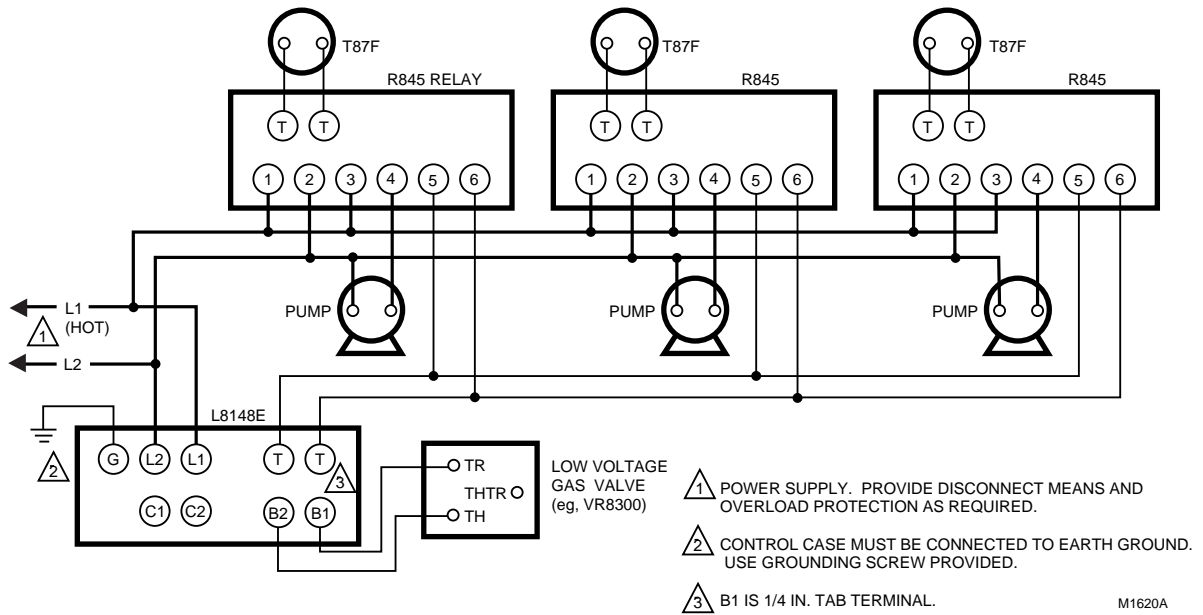 T87F T87F T87F
R845 RELAY R845 R845
T T T T T T
1 2 3 4 5 6 1 2 3 4 5 6 1 2 3 4 5 6
PUMP PUMP PUMP
L1
(HOT)
1
L2
L8148E
G L2 L1 T T
2
3
C1 C2 B2 B1
TR
THTR
TH
LOW VOLTAGE
GAS VALVE
(eg, VR8300)
1 POWER SUPPLY. PROVIDE DISCONNECT MEANS AND
OVERLOAD PROTECTION AS REQUIRED.
2 CONTROL CASE MUST BE CONNECTED TO EARTH GROUND.
USE GROUNDING SCREW PROVIDED.
3 B1 IS 1/4 IN. TAB TERMINAL.
M1620A